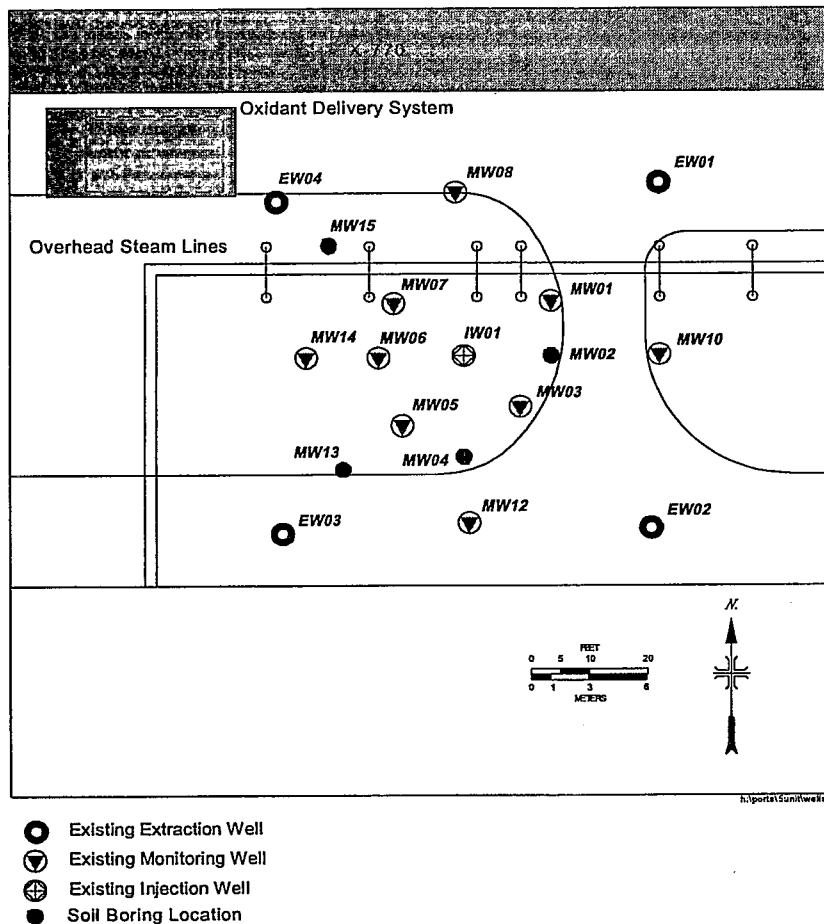 X-770
Oxidant Delivery System
EW04
MW08
EW01
MW15
Overhead Steam Lines
MW07
MW01
MW14
MW06
IW01
MW02
MW10
MW05
MW03
MW13
MW04
EW03
MW12
EW02
N.
FEET
0 5 10 20
0 1 3 6
METERS
Existing Extraction Well
Existing Monitoring Well
Existing Injection Well
Soil Boring Location